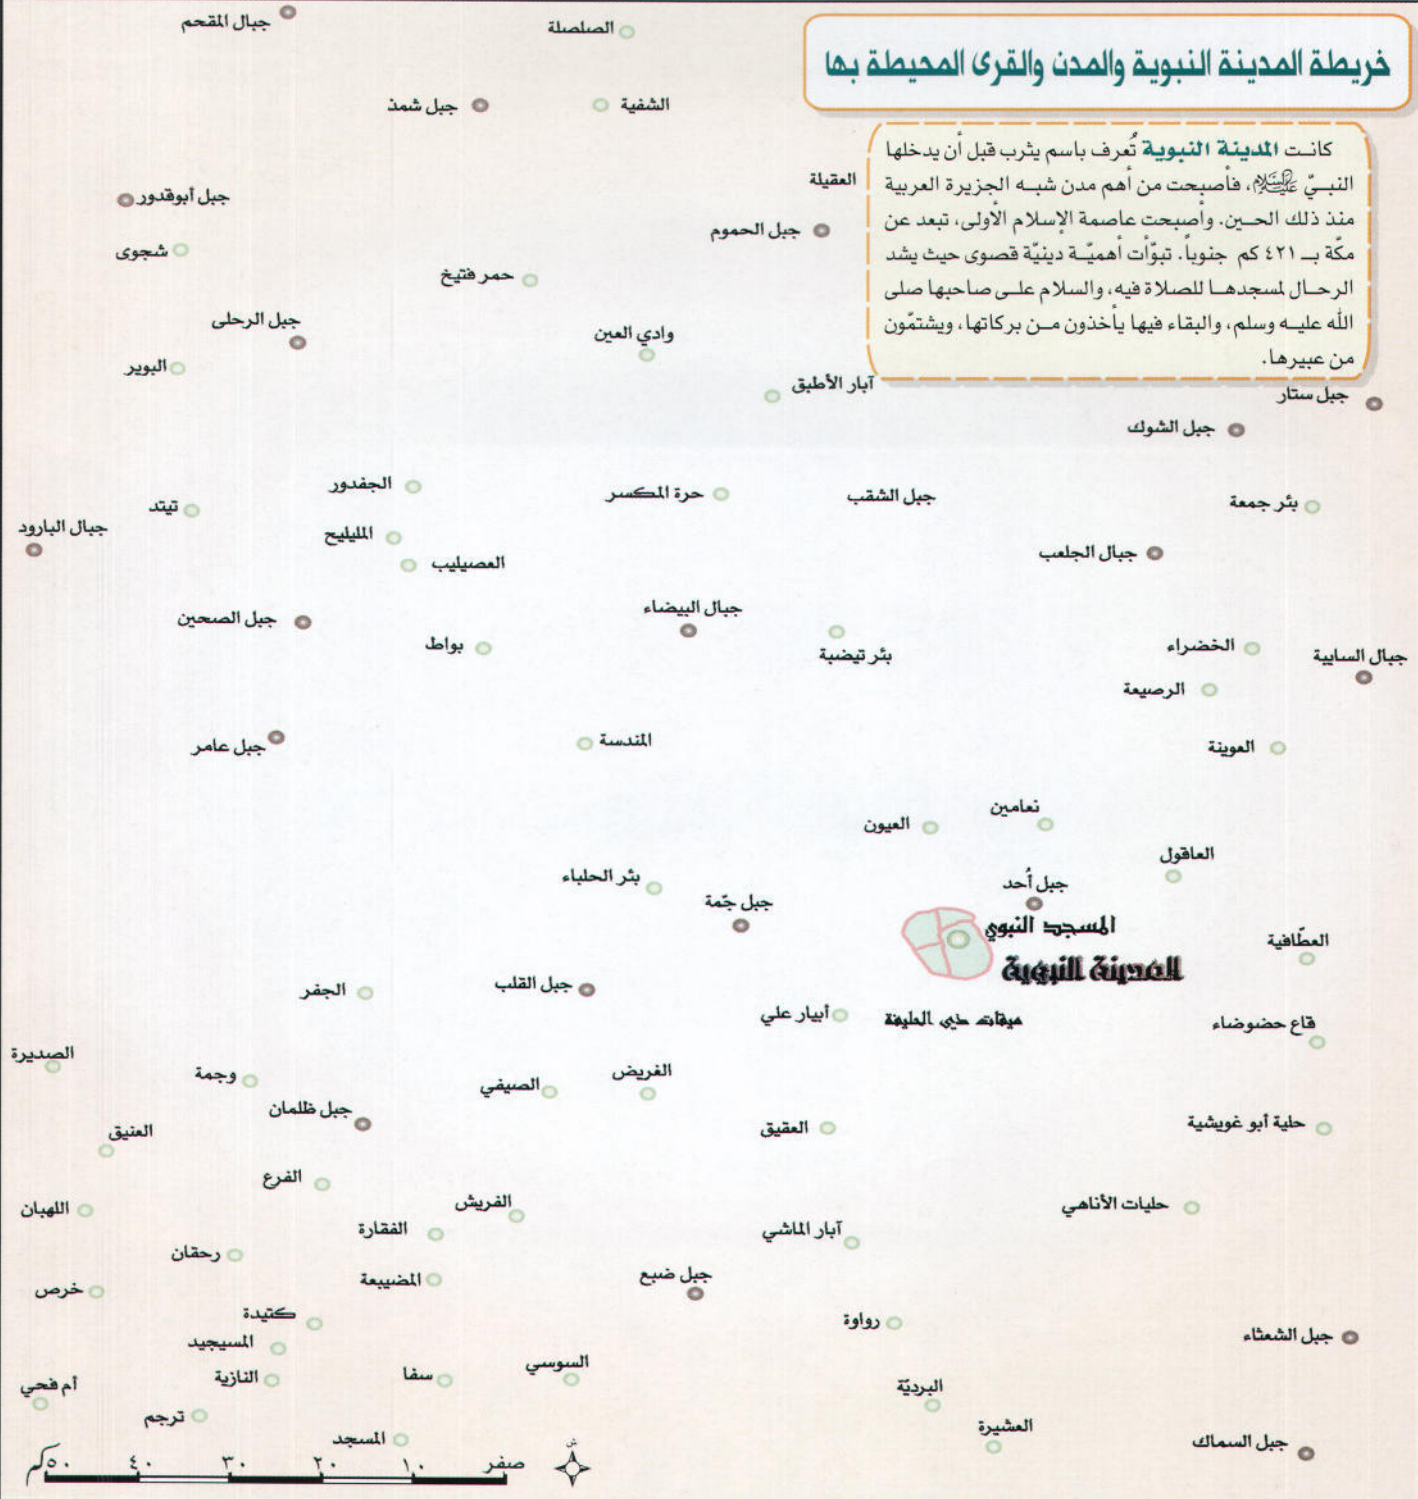 خريطة المدينة النبوية والمدن والقرى المحيطة بها
كانت المدينة النبوية تُعرف باسم يثرب قبل أن يدخلها
النبيّ ﷺ، فأصبحت من أهم مدن شبه الجزيرة العربية
منذ ذلك الحين. وأصبحت عاصمة الإسلام الأولى، تبعد عن
مكّة بـ ٤٢١ كم جنوباً. تبوّأت أهميّة دينيّة قصوى حيث يشد
الرحال لمسجدها للصلاة فيه، والسلام على صاحبها صلى
الله عليه وسلم، والبقاء فيها يأخذون من بركاتها، ويشتمّون
من عبيرها.
الصلصلة
جبال المقحم
الشفية
جبل شمذ
العقيلة
جبل أبوقدور
جبل الحموم
شجوى
حمر فتيخ
جبل الرحلى
وادي العين
البوير
آبار الأطبق
جبل ستار
جبل الشوك
الجفدور
حرة المكسر
جبل الشقب
بئر جمعة
تيتد
جبال البارود
المليليح
جبال الجلعب
العصيليب
جبال البيضاء
جبل الصحين
بواط
بئر تيضبة
الخضراء
جبال السابية
الرصيعة
المندسة
جبل عامر
العوينة
نعامين
العيون
العاقول
بئر الحلباء
جبل أُحد
جبل جّمة
المسجد النبوي
العطّافية
المدينة النبوية
جبل القلب
الجفر
أبيار علي
ميقات ذي الحليفة
قاع حضوضاء
الصديرة
وجمة
الغريض
الصيفي
جبل ظلمان
العقيق
حلية أبو غويشية
العنيق
الفرع
اللهبان
الفريش
حليات الأناهي
الفقارة
آبار الماشي
رحقان
المضيبعة
جبل ضبع
خرص
كتيدة
رواوة
جبل الشعثاء
المسيجيد
السوسي
النازية
سفا
أم فحي
البرديّة
ترجم
العشيرة
المسجد
جبل السماك
ش
صفر ١٠ ٢٠ ٣٠ ٤٠ ٥٠كم